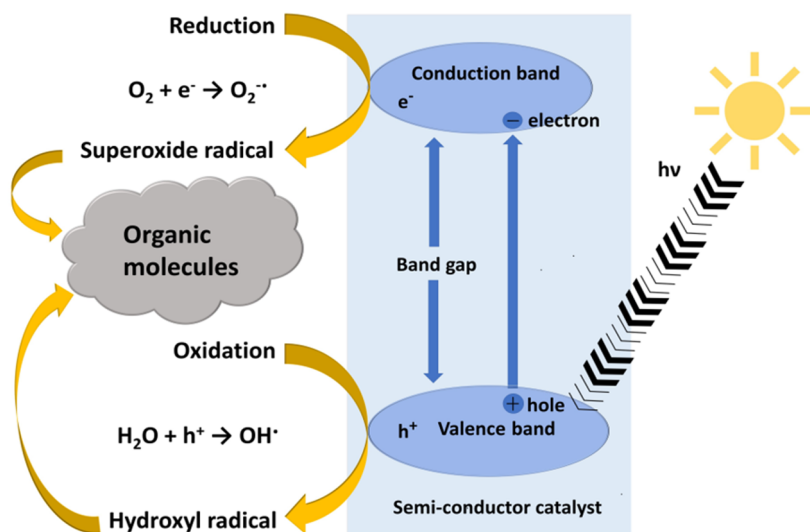 Reduction
O₂ + e⁻ → O₂⁻˙
Superoxide radical
Organic
molecules
Oxidation
H₂O + h⁺ → OH˙
Hydroxyl radical
Conduction band
e⁻
− electron
Band gap
+ hole
h⁺
Valence band
Semi-conductor catalyst
hν